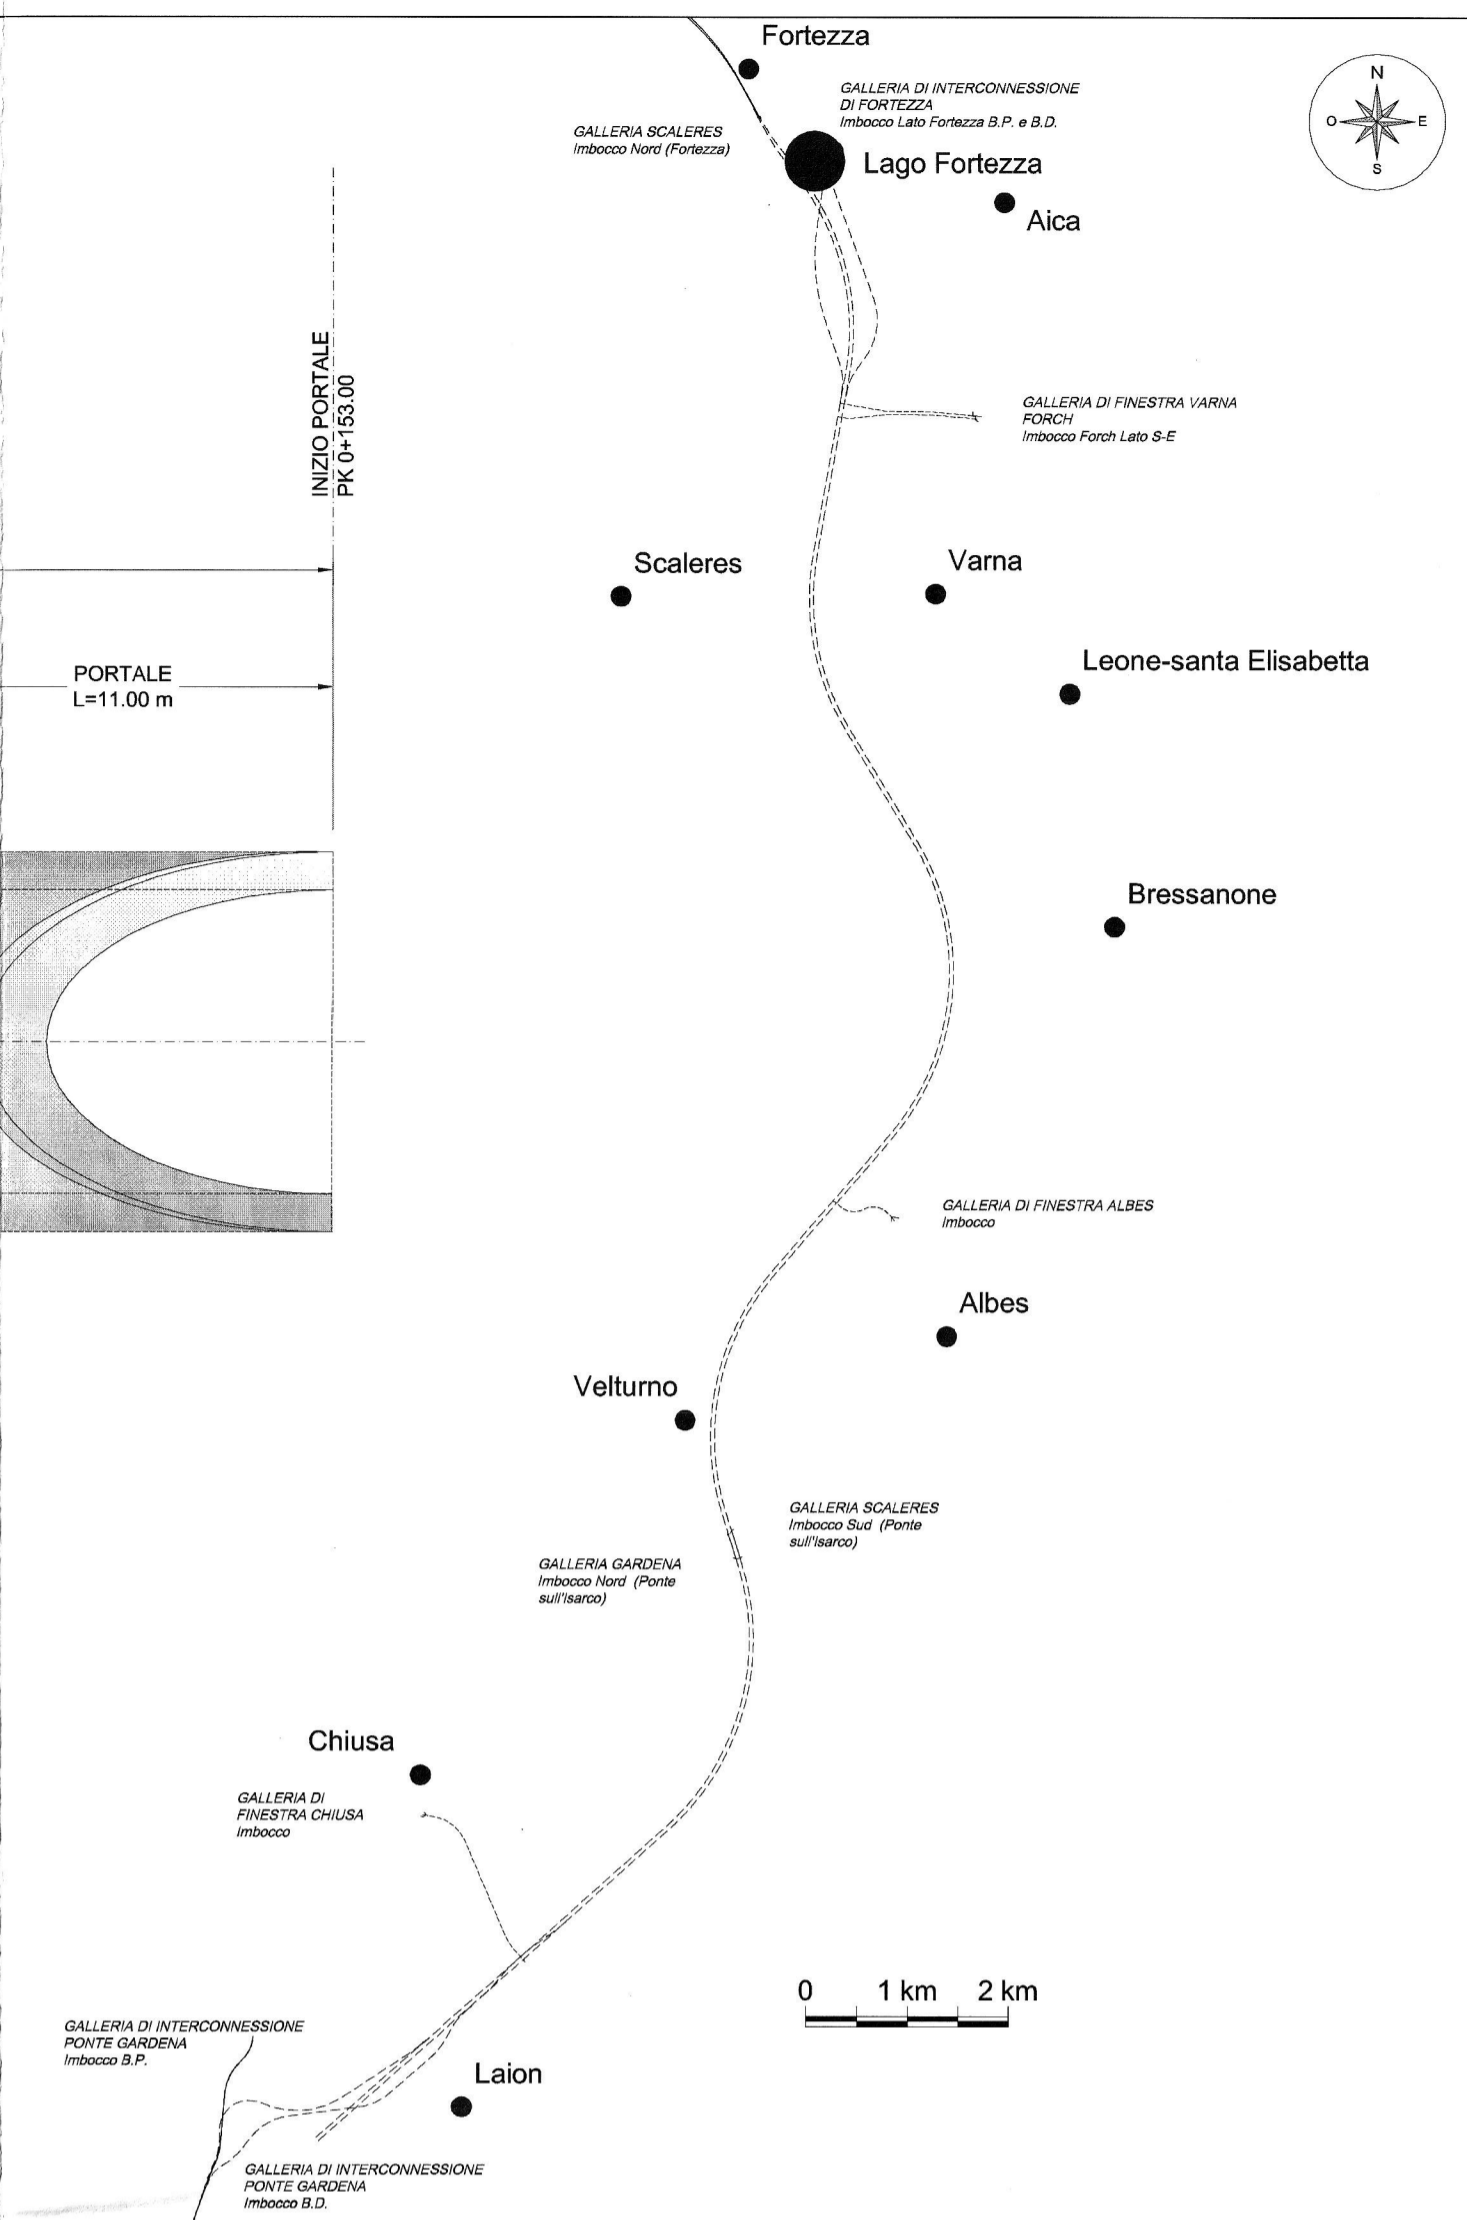 Fortezza
GALLERIA DI INTERCONNESSIONE
DI FORTEZZA
Imbocco Lato Fortezza B.P. e B.D.
N
O
E
S
GALLERIA SCALERES
Imbocco Nord (Fortezza)
Lago Fortezza
Aica
INIZIO PORTALE
PK 0+153.00
GALLERIA DI FINESTRA VARNA
FORCH
Imbocco Forch Lato S-E
Scaleres
Varna
PORTALE
L=11.00 m
Leone-santa Elisabetta
Bressanone
GALLERIA DI FINESTRA ALBES
Imbocco
Albes
Velturno
GALLERIA SCALERES
Imbocco Sud (Ponte
sull'Isarco)
GALLERIA GARDENA
Imbocco Nord (Ponte
sull'Isarco)
Chiusa
GALLERIA DI
FINESTRA CHIUSA
Imbocco
0 1 km 2 km
GALLERIA DI INTERCONNESSIONE
PONTE GARDENA
Imbocco B.P.
Laion
GALLERIA DI INTERCONNESSIONE
PONTE GARDENA
Imbocco B.D.